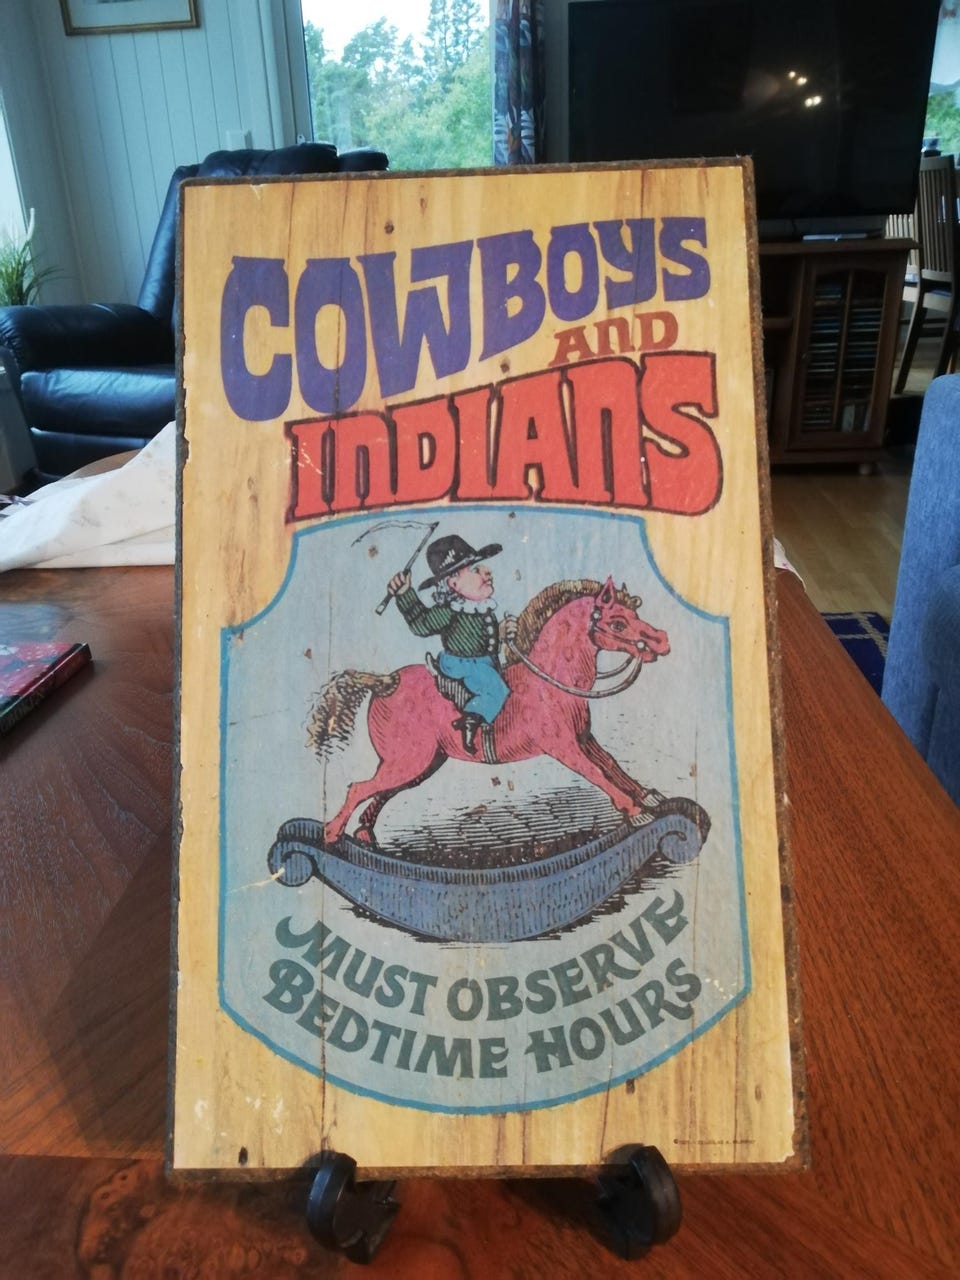 COWBOYS
AND
INDIANS
MUST OBSERVE
BEDTIME HOURS